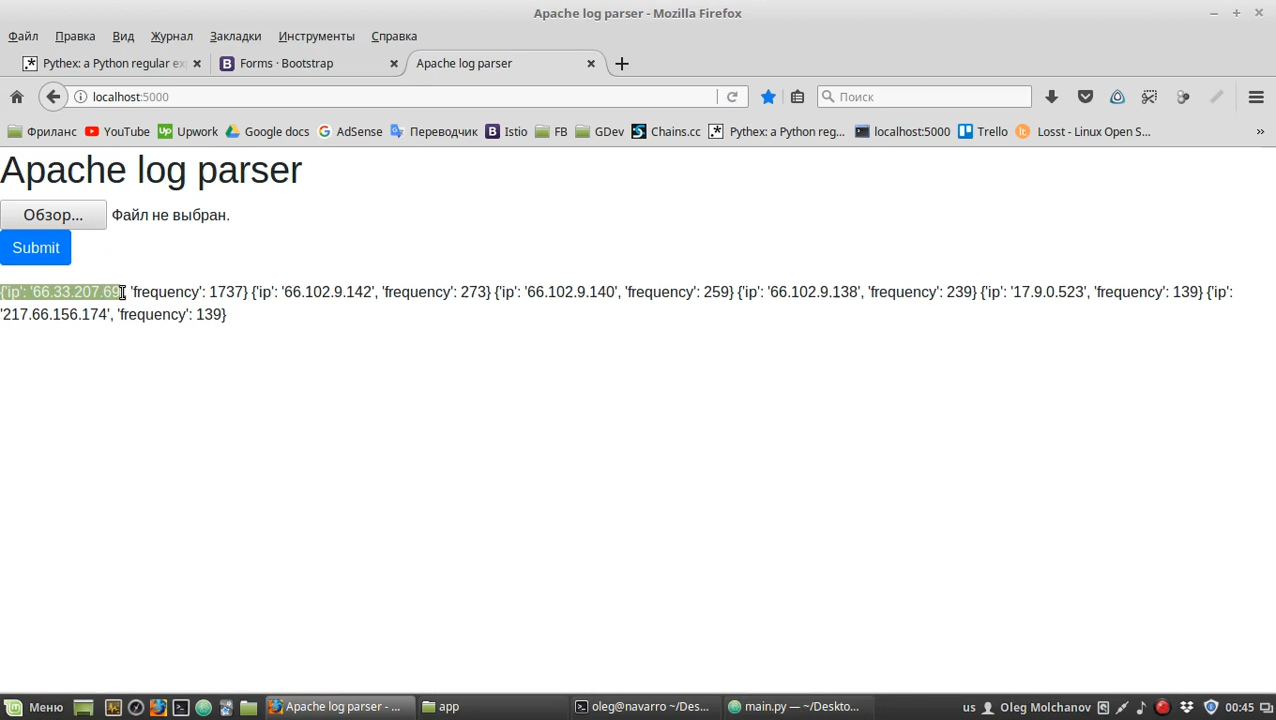 Apache log parser - Mozilla Firefox
Файл Правка Вид Журнал Закладки Инструменты Справка
Pythex: a Python regular ex Forms · Bootstrap Apache log parser
localhost:5000 Поиск
Фриланс YouTube Upwork Google docs AdSense Переводчик Istio FB GDev Chains.cc Pythex: a Python reg... localhost:5000 Trello Losst - Linux Open S... »
Apache log parser
Обзор... Файл не выбран.
Submit
{'ip': '66.33.207.69', 'frequency': 1737} {'ip': '66.102.9.142', 'frequency': 273} {'ip': '66.102.9.140', 'frequency': 259} {'ip': '66.102.9.138', 'frequency': 239} {'ip': '17.9.0.523', 'frequency': 139} {'ip':
'217.66.156.174', 'frequency': 139}
Меню Apache log parser - ... app oleg@navarro ~/Des... main.py — ~/Deskto... us Oleg Molchanov 00:45